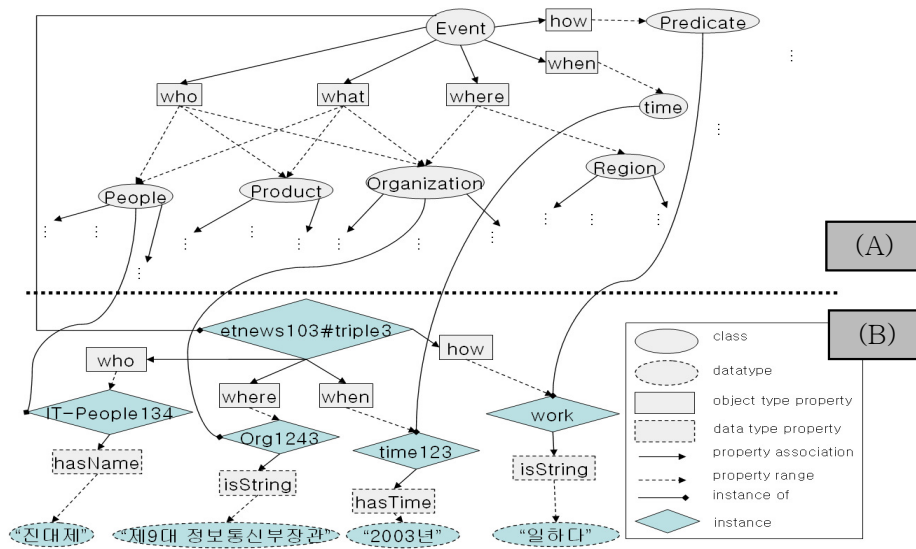 Event
how
Predicate
when
who
what
where
time
People
Product
Organization
Region
(A)
(B)
etnews103#triple3
how
who
where
when
IT-People134
Org1243
time123
work
hasName
isString
hasTime
isString
"진대제"
"제9대 정보통신부장관"
"2003년"
"일하다"
class
datatype
object type property
data type property
property association
property range
instance of
instance